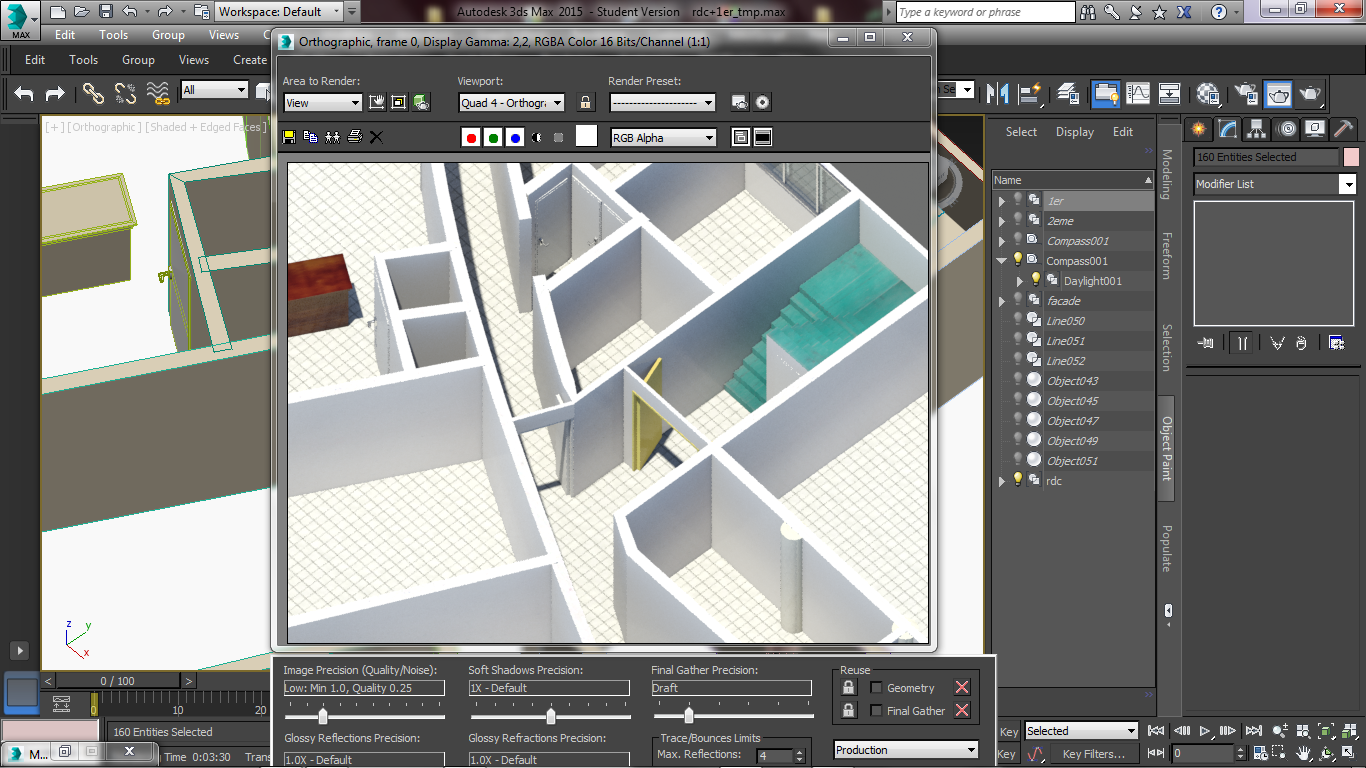 Workspace: Default
Autodesk 3ds Max 2015 - Student Version rdc+1er_tmp.max
Type a keyword or phrase
MAX
Edit Tools Group Views
Orthographic, frame 0, Display Gamma: 2,2, RGBA Color 16 Bits/Channel (1:1)
Edit Tools Group Views Create
Area to Render: Viewport: Render Preset:
All
View
Quad 4 - Orthogra
RGB Alpha
[+] [Orthographic] [Shaded + Edged Faces]
Select Display Edit
Name
1er
2eme
Compass001
Compass001
Daylight001
facade
Line050
Line051
Line052
Object043
Object045
Object047
Object049
Object051
rdc
Modeling
Freeform
Selection
Object Paint
Populate
160 Entities Selected
Modifier List
z
y
x
Image Precision (Quality/Noise): Soft Shadows Precision: Final Gather Precision: Reuse
Low: Min 1.0, Quality 0.25 1X - Default Draft Geometry
Final Gather
Glossy Reflections Precision: Glossy Refractions Precision: Trace/Bounces Limits
1.0X - Default 1.0X - Default Max. Reflections: 4
Production
< 0 / 100 >
0 10 20
160 Entities Selected
M...
Time 0:03:30 Trans
Key Selected
Key Key Filters...
0